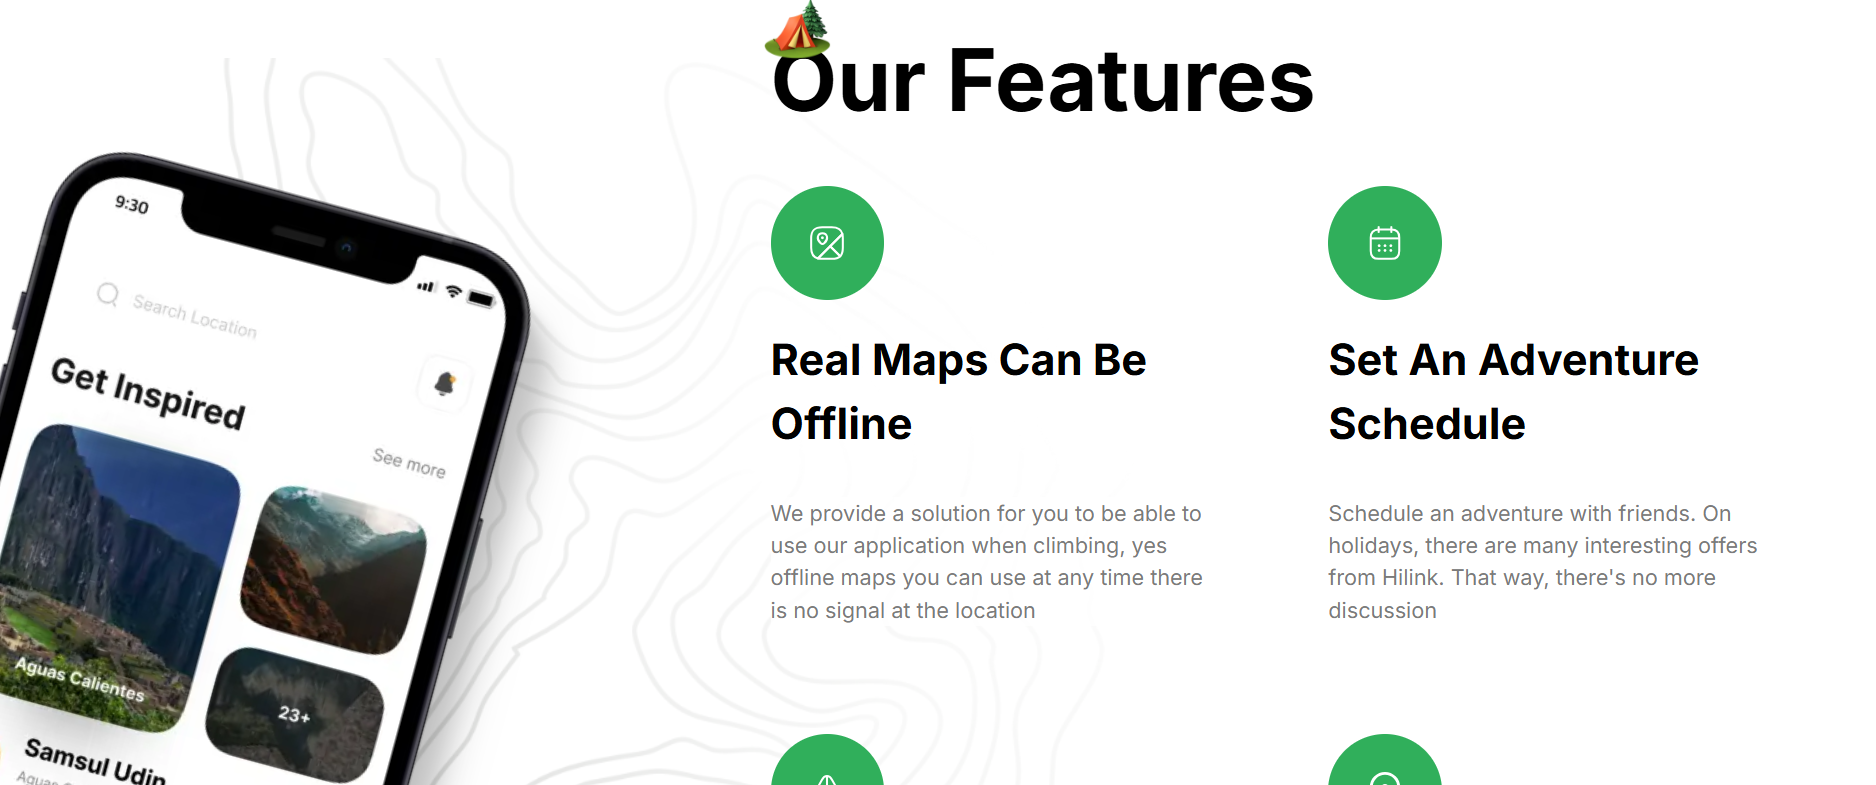 Our Features
9:30
Search Location
Get Inspired
See more
Aguas Calientes
23+
Samsul Udin
Real Maps Can Be
Offline
We provide a solution for you to be able to
use our application when climbing, yes
offline maps you can use at any time there
is no signal at the location
Set An Adventure
Schedule
Schedule an adventure with friends. On
holidays, there are many interesting offers
from Hilink. That way, there's no more
discussion